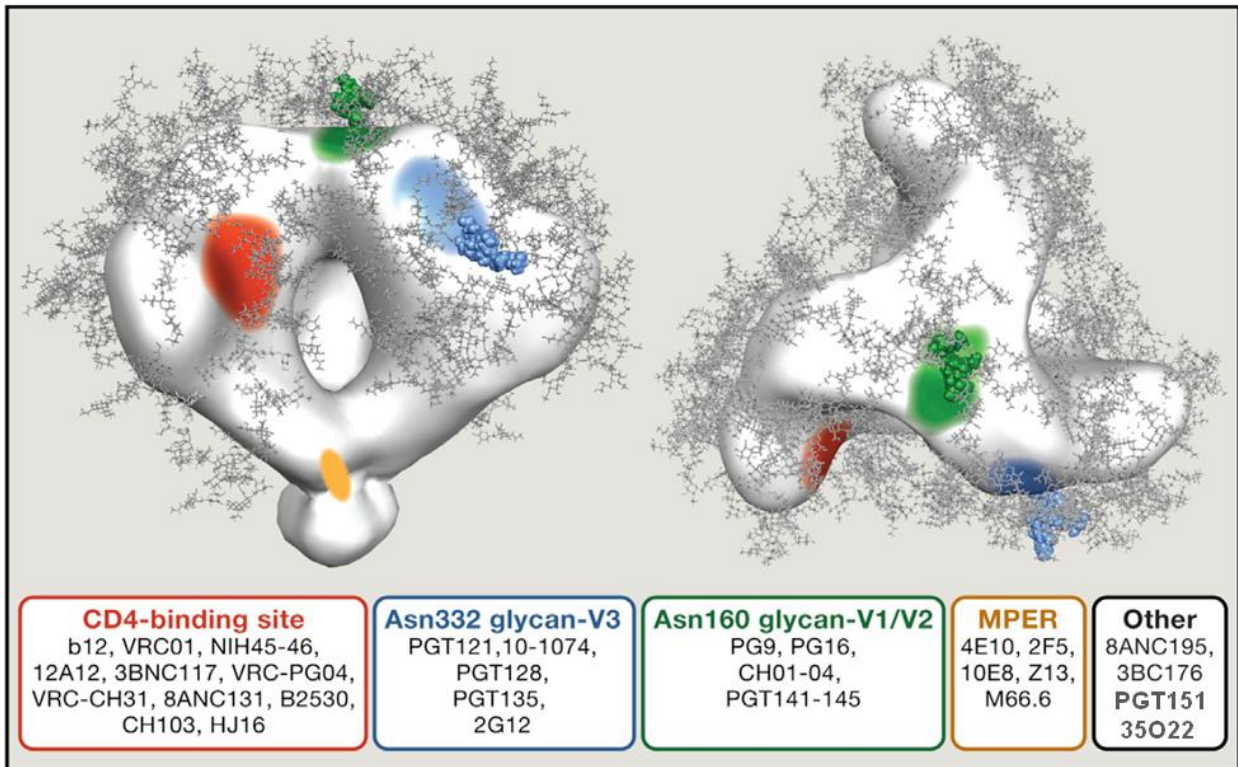 CD4-binding site
b12, VRC01, NIH45-46,
12A12, 3BNC117, VRC-PG04,
VRC-CH31, 8ANC131, B2530,
CH103, HJ16
Asn332 glycan-V3
PGT121,10-1074,
PGT128,
PGT135,
2G12
Asn160 glycan-V1/V2
PG9, PG16,
CH01-04,
PGT141-145
MPER
4E10, 2F5,
10E8, Z13,
M66.6
Other
8ANC195,
3BC176
PGT151
35O22